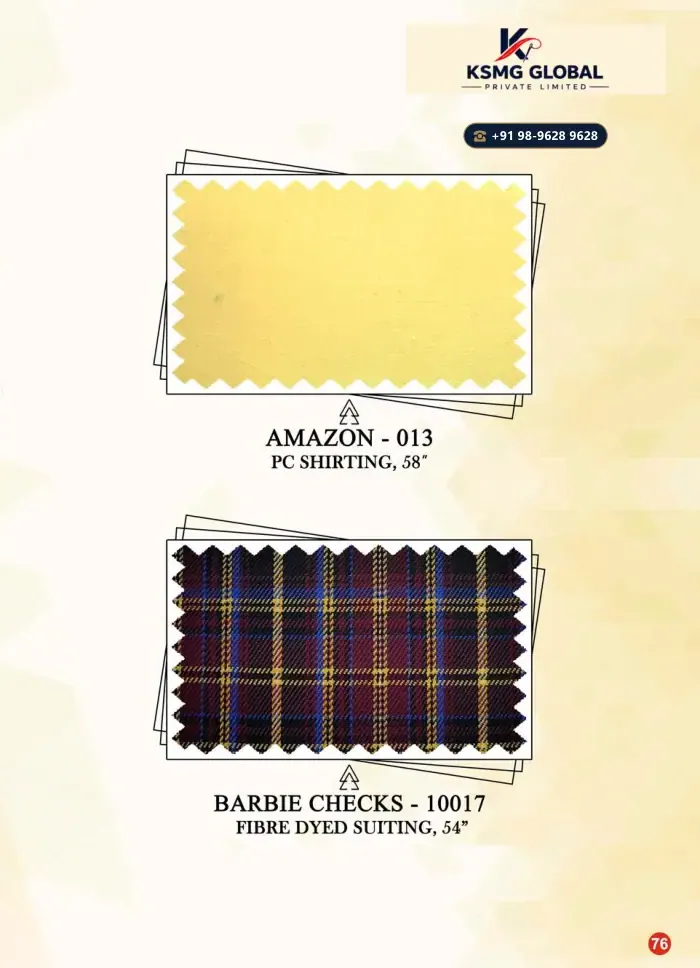 KSMG GLOBAL
PRIVATE LIMITED
+91 98-9628 9628
AMAZON - 013
PC SHIRTING, 58"
BARBIE CHECKS - 10017
FIBRE DYED SUITING, 54”
76